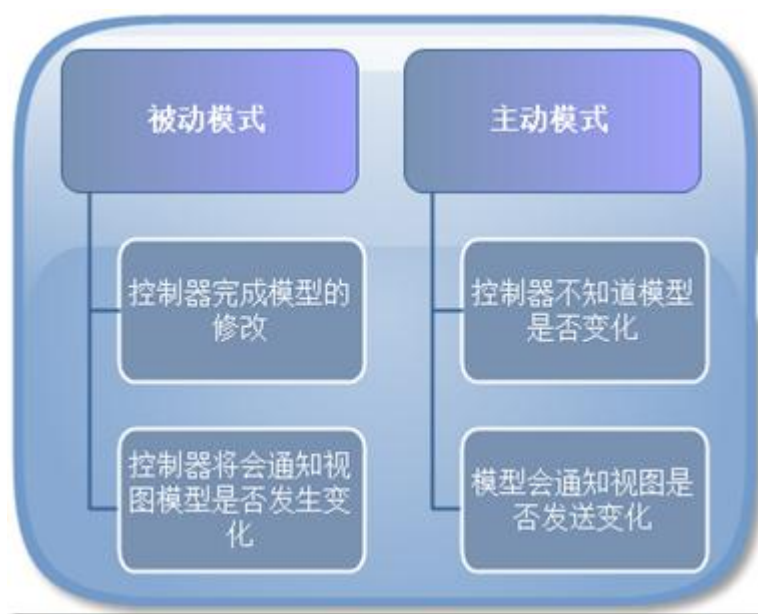 被动模式
控制器完成模型的
修改
控制器将会通知视
图模型是否发生变
化
主动模式
控制器不知道模型
是否变化
模型会通知视图是
否发送变化